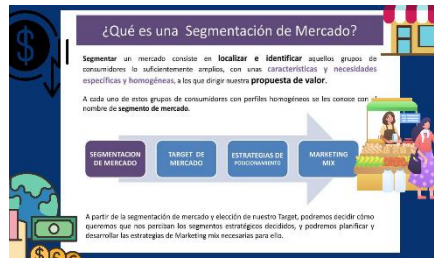 ¿Qué es una Segmentación de Mercado?
Segmentar un mercado consiste en localizar e identificar aquellos grupos de
consumidores lo suficientemente amplios, con unas características y necesidades
específicas y homogéneas, a los que dirigir nuestra propuesta de valor.
A cada uno de estos grupos de consumidores con perfiles homogéneos se les conoce con el
nombre de segmento de mercado.
SEGMENTACION
DE MERCADO
TARGET DE
MERCADO
ESTRATEGIAS DE
POSICIONAMIENTO
MARKETING
MIX
A partir de la segmentación de mercado y elección de nuestro Target, podremos decidir cómo
queremos que nos perciban los segmentos estratégicos decididos, y podremos planificar y
desarrollar las estrategias de Marketing mix necesarias para ello.